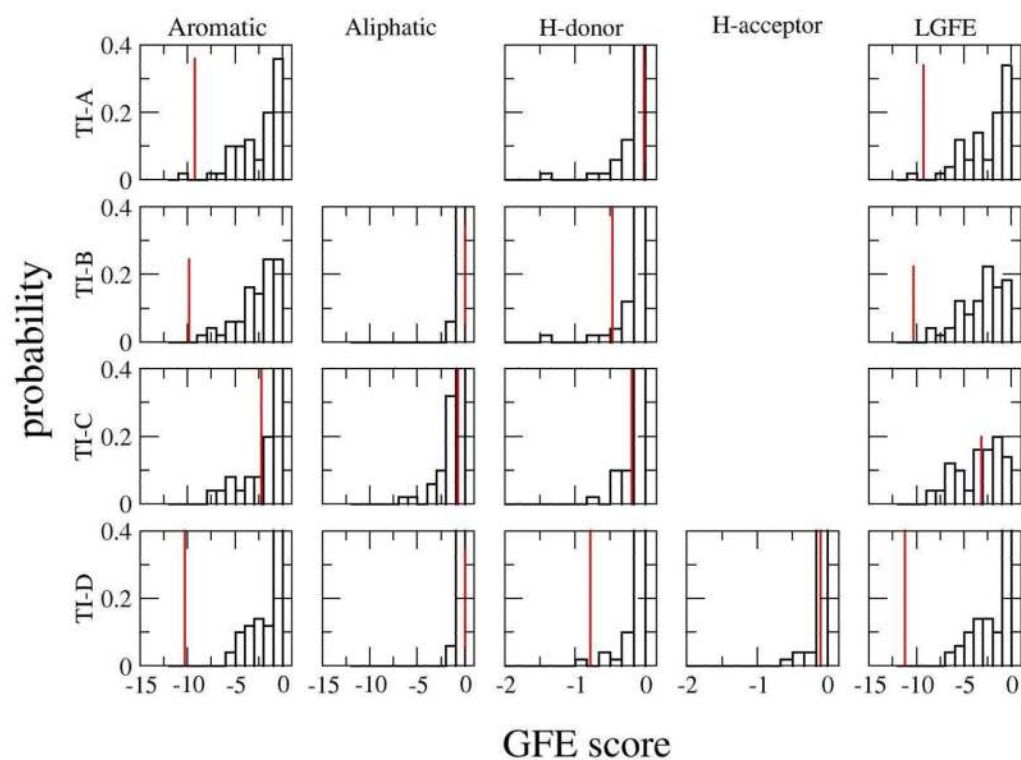 Aromatic Aliphatic H-donor H-acceptor LGFE
probability
TI-A
0.4
0.2
0
TI-B
0.4
0.2
0
TI-C
0.4
0.2
0
TI-D
0.4
0.2
0
-15 -10 -5 0 -15 -10 -5 0 -2 -1 0 -2 -1 0 -15 -10 -5 0
GFE score